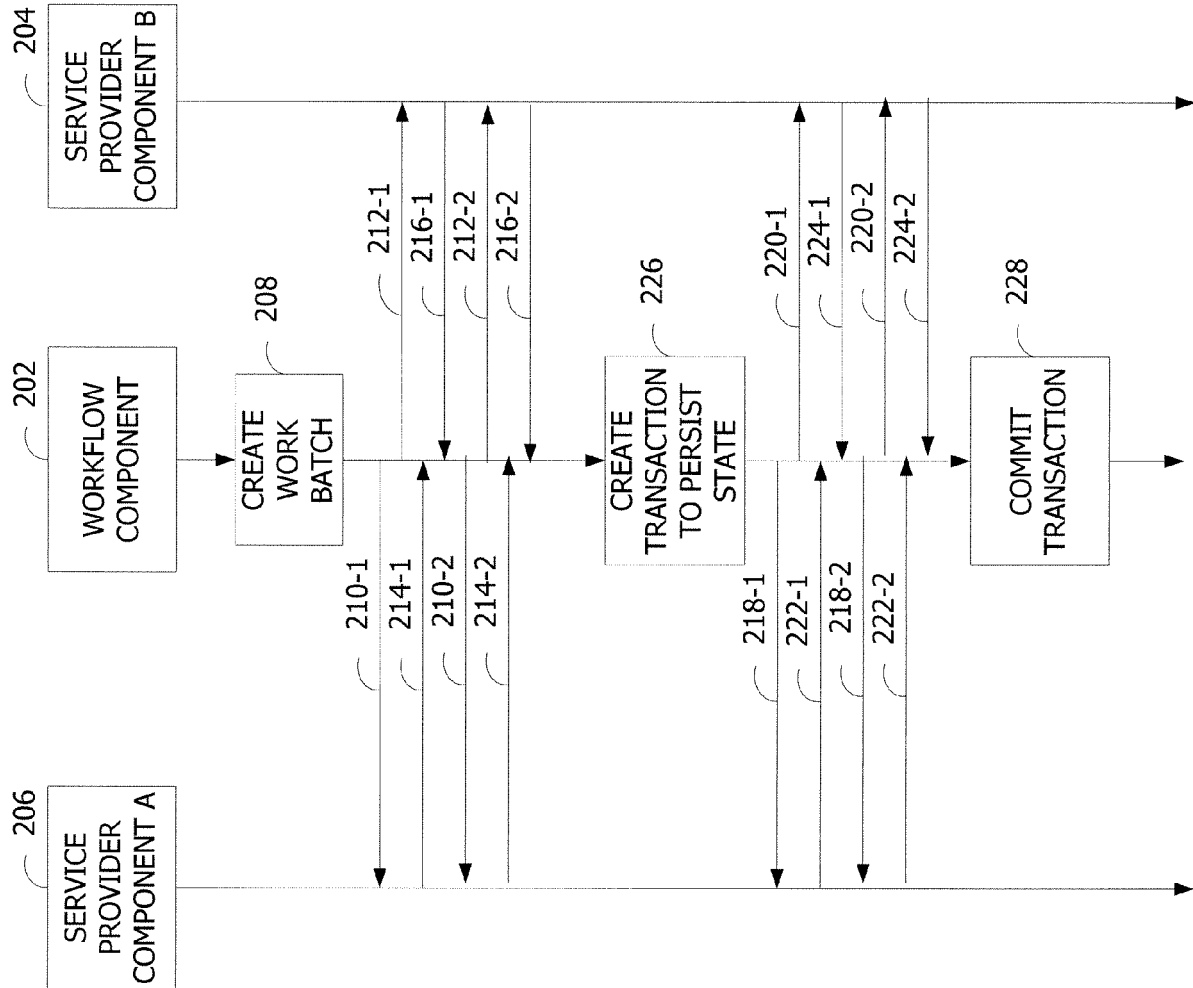 206
SERVICE
PROVIDER
COMPONENT A
202
WORKFLOW
COMPONENT
204
SERVICE
PROVIDER
COMPONENT B
208
CREATE
WORK
BATCH
210-1
214-1
210-2
214-2
212-1
216-1
212-2
216-2
226
CREATE
TRANSACTION
TO PERSIST
STATE
218-1
222-1
218-2
222-2
220-1
224-1
220-2
224-2
228
COMMIT
TRANSACTION